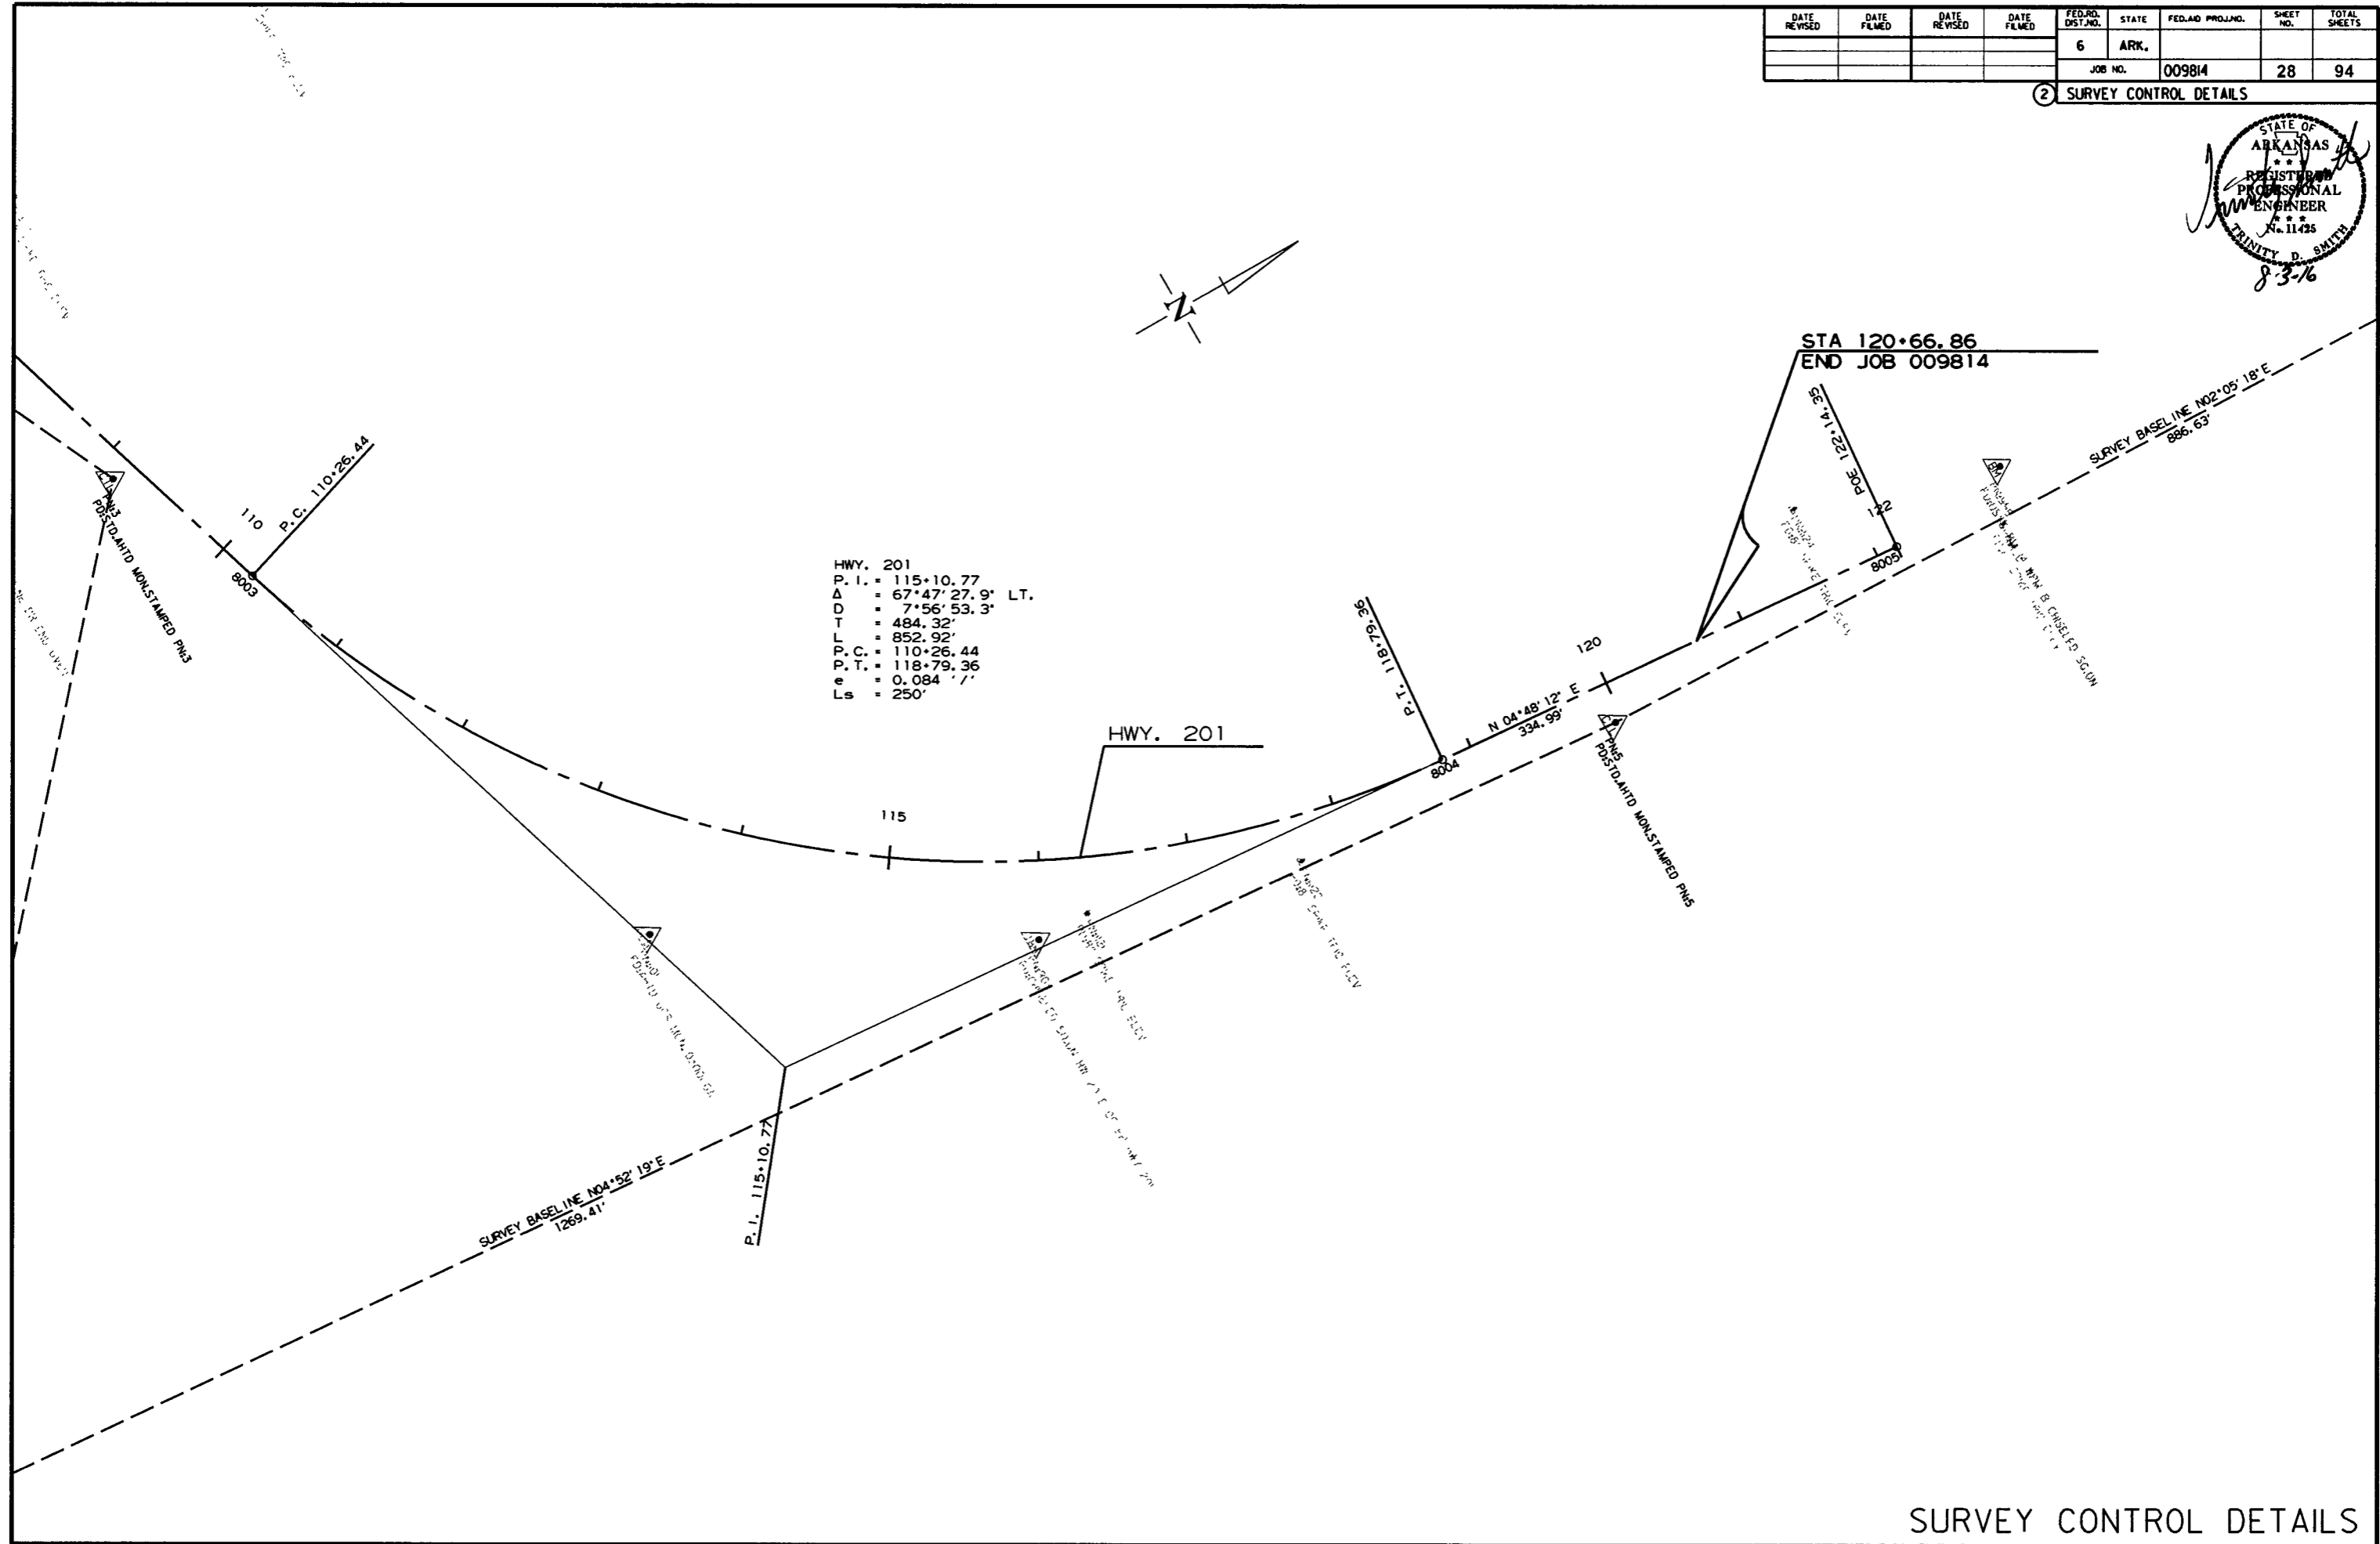 DATE REVISED
DATE FILMED
DATE REVISED
DATE FILMED
FED.RD. DIST.NO.
STATE
FED.AID PROJ.NO.
SHEET NO.
TOTAL SHEETS
6
ARK.
JOB NO.
009814
28
94
2 SURVEY CONTROL DETAILS
STATE OF
ARKANSAS
* * *
REGISTERED
PROFESSIONAL
ENGINEER
* * *
No. 11425
TRINITY D. SMITH
8-3-16
N
STA 120+66.86
END JOB 009814
POE 122+14.35
122
8005
SURVEY BASELINE N02°05'18"E
886.63'
P.C. 110+26.44
110
8003
PN:3
PD:STD.AHTD MON.STAMPED PN:3
HWY. 201
P.I. = 115+10.77
Δ = 67°47'27.9" LT.
D = 7°56'53.3"
T = 484.32'
L = 852.92'
P.C. = 110+26.44
P.T. = 118+79.36
e = 0.084 '/'
Ls = 250'
HWY. 201
115
P.T. 118+79.36
8004
N 04°48'12" E
334.99'
120
PN:5
PD:STD.AHTD MON.STAMPED PN:5
BM
P.I. 115+10.77
SURVEY BASELINE N04°52'19"E
1269.41'
SURVEY CONTROL DETAILS